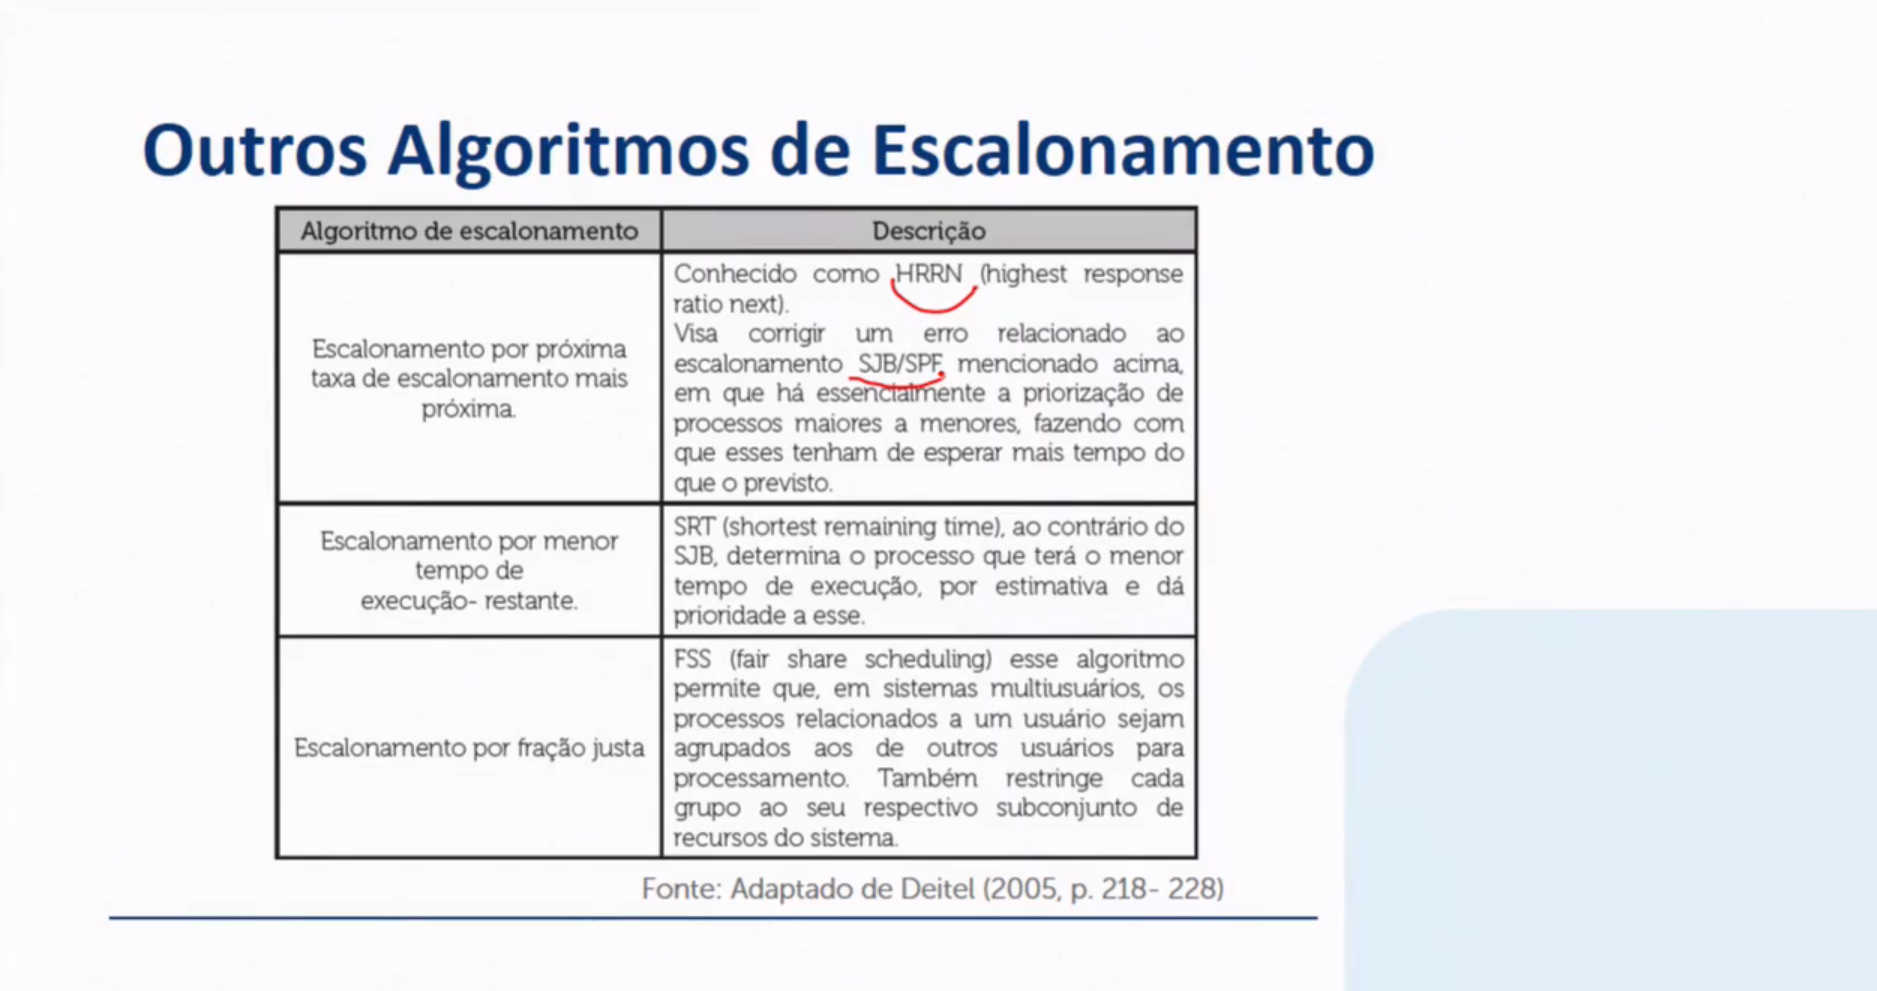 Outros Algoritmos de Escalonamento
Algoritmo de escalonamento
Descrição
Escalonamento por próxima
taxa de escalonamento mais
próxima.
Conhecido como HRRN (highest response
ratio next).
Visa corrigir um erro relacionado ao
escalonamento SJB/SPF, mencionado acima,
em que há essencialmente a priorização de
processos maiores a menores, fazendo com
que esses tenham de esperar mais tempo do
que o previsto.
Escalonamento por menor
tempo de
execução- restante.
SRT (shortest remaining time), ao contrário do
SJB, determina o processo que terá o menor
tempo de execução, por estimativa e dá
prioridade a esse.
Escalonamento por fração justa
FSS (fair share scheduling) esse algoritmo
permite que, em sistemas multiusuários, os
processos relacionados a um usuário sejam
agrupados aos de outros usuários para
processamento. Também restringe cada
grupo ao seu respectivo subconjunto de
recursos do sistema.
Fonte: Adaptado de Deitel (2005, p. 218- 228)